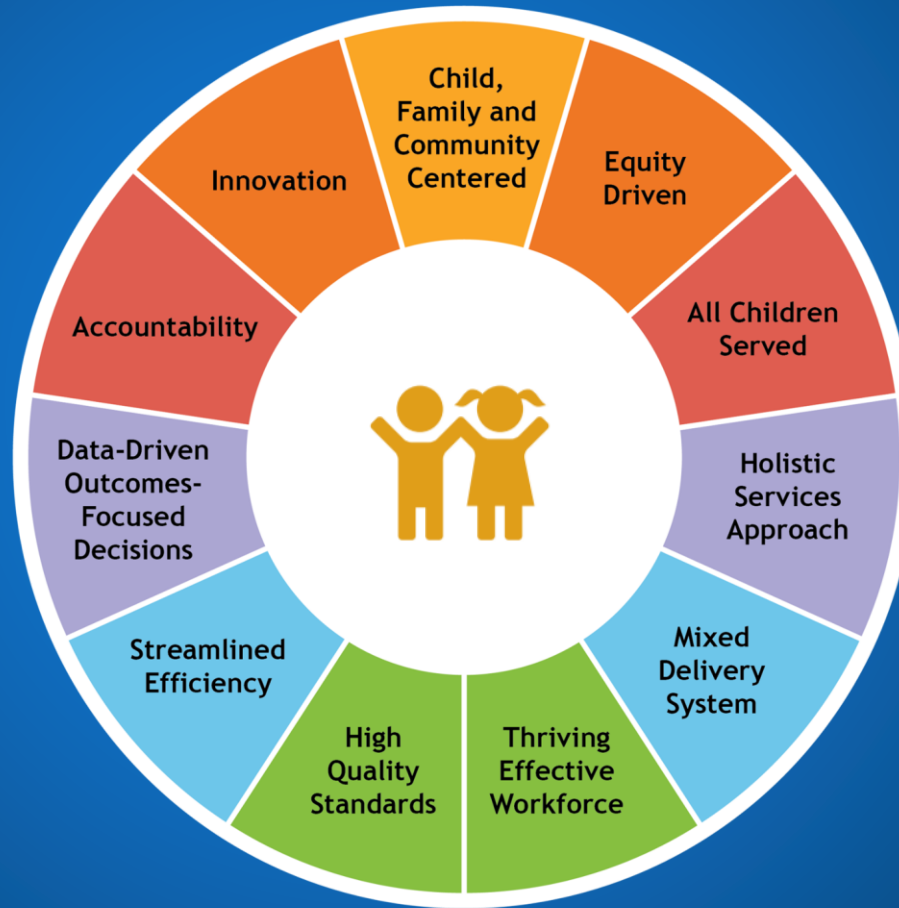 Child,
Family and
Community
Centered
Equity
Driven
All Children
Served
Holistic
Services
Approach
Mixed
Delivery
System
Thriving
Effective
Workforce
High
Quality
Standards
Streamlined
Efficiency
Data-Driven
Outcomes-
Focused
Decisions
Accountability
Innovation